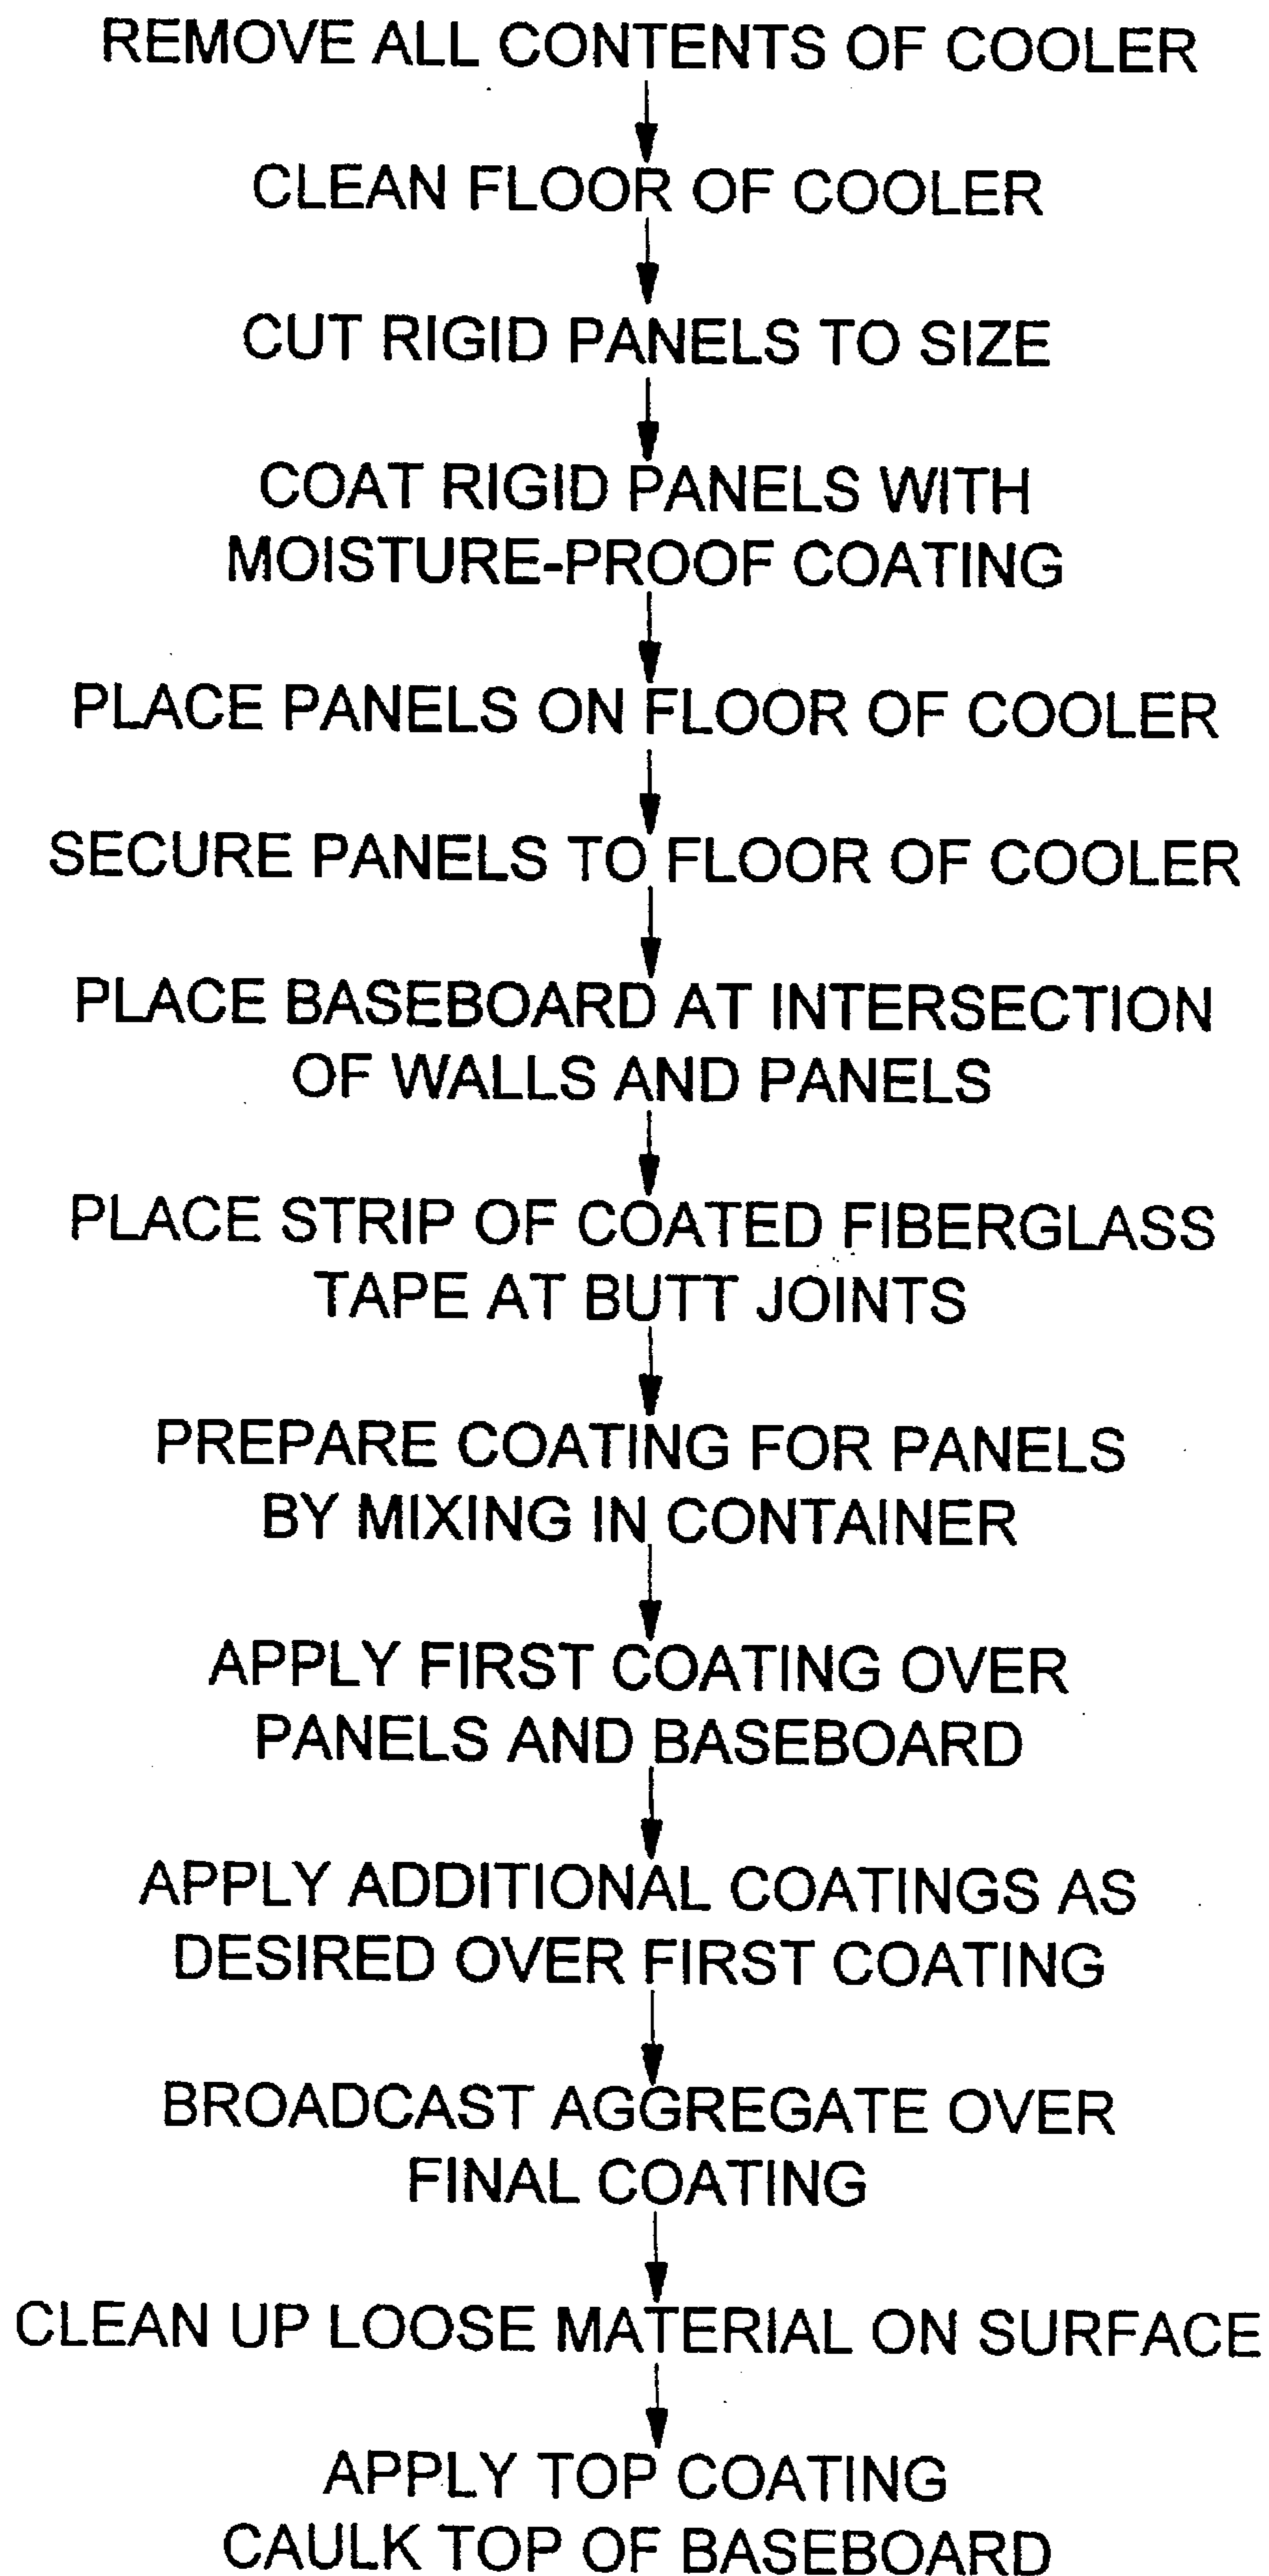 REMOVE ALL CONTENTS OF COOLER
CLEAN FLOOR OF COOLER
CUT RIGID PANELS TO SIZE
COAT RIGID PANELS WITH
MOISTURE-PROOF COATING
PLACE PANELS ON FLOOR OF COOLER
SECURE PANELS TO FLOOR OF COOLER
PLACE BASEBOARD AT INTERSECTION
OF WALLS AND PANELS
PLACE STRIP OF COATED FIBERGLASS
TAPE AT BUTT JOINTS
PREPARE COATING FOR PANELS
BY MIXING IN CONTAINER
APPLY FIRST COATING OVER
PANELS AND BASEBOARD
APPLY ADDITIONAL COATINGS AS
DESIRED OVER FIRST COATING
BROADCAST AGGREGATE OVER
FINAL COATING
CLEAN UP LOOSE MATERIAL ON SURFACE
APPLY TOP COATING
CAULK TOP OF BASEBOARD